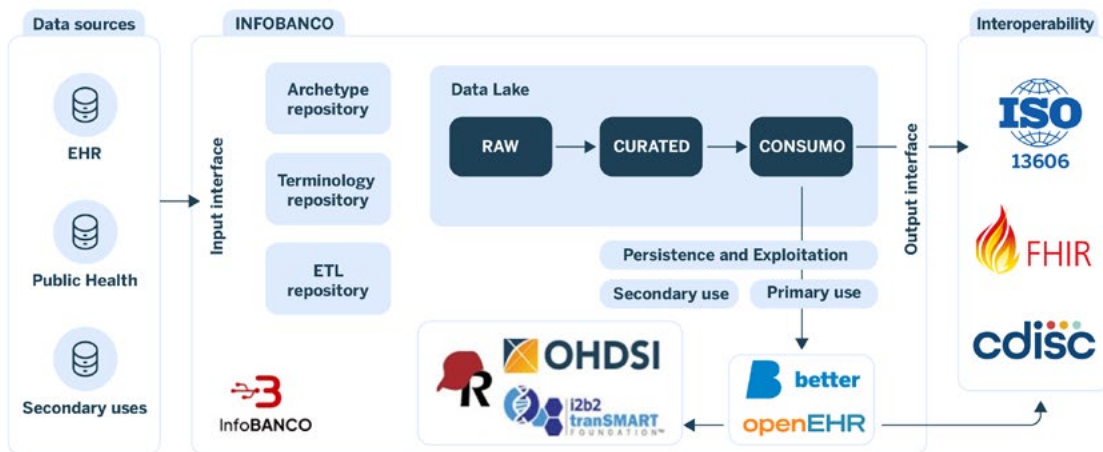 Data sources
INFOBANCO
Interoperability
EHR
Public Health
Secondary uses
Input interface
Archetype
repository
Terminology
repository
ETL
repository
Data Lake
RAW
CURATED
CONSUMO
Persistence and Exploitation
Secondary use
Primary use
Output interface
ISO
13606
FHIR
cdisc
B
InfoBANCO
R
OHDSI
i2b2
tranSMART
FOUNDATION™
better
openEHR